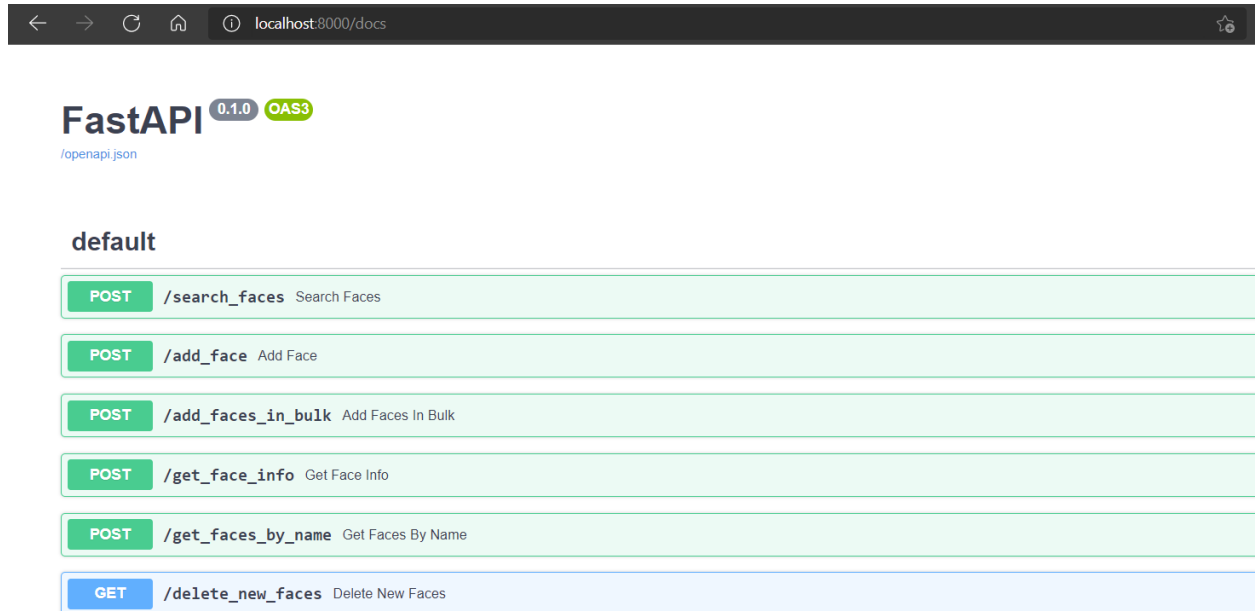 localhost:8000/docs
FastAPI 0.1.0 OAS3
/openapi.json
default
POST /search_faces Search Faces
POST /add_face Add Face
POST /add_faces_in_bulk Add Faces In Bulk
POST /get_face_info Get Face Info
POST /get_faces_by_name Get Faces By Name
GET /delete_new_faces Delete New Faces